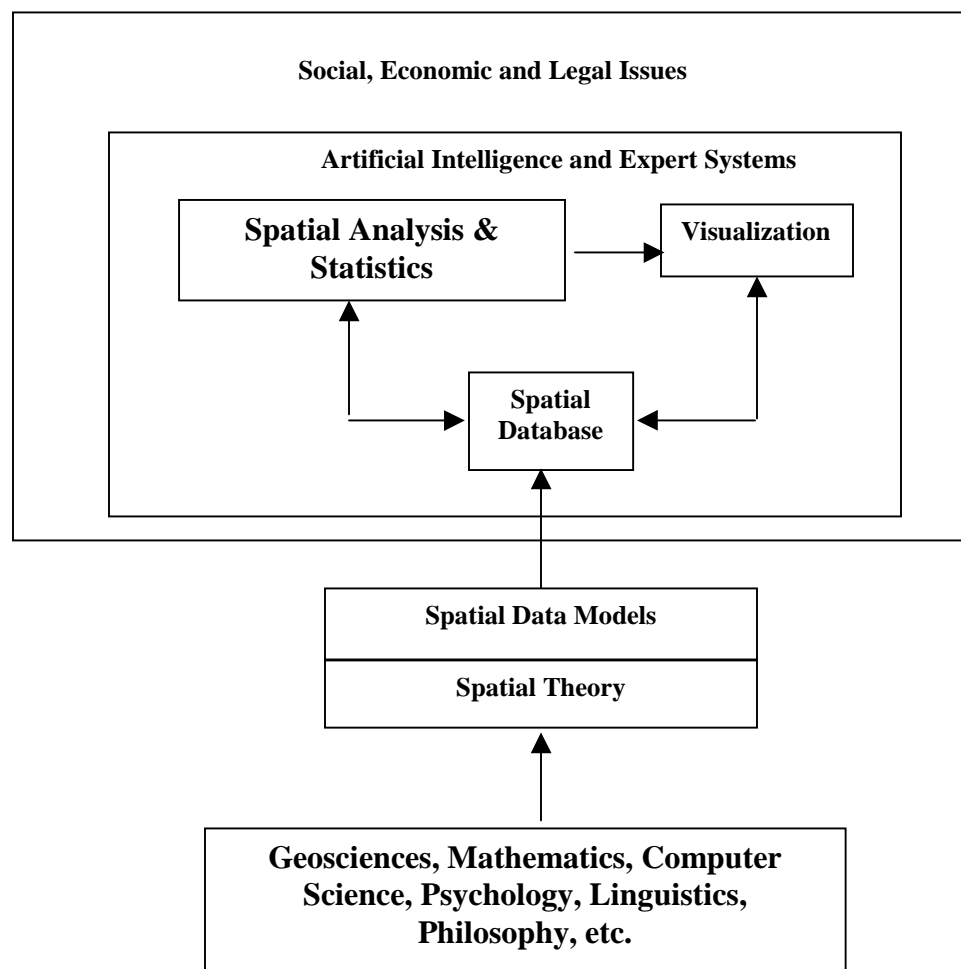 Social, Economic and Legal Issues
Artificial Intelligence and Expert Systems
Spatial Analysis &
Statistics
Visualization
Spatial
Database
Spatial Data Models
Spatial Theory
Geosciences, Mathematics, Computer
Science, Psychology, Linguistics,
Philosophy, etc.